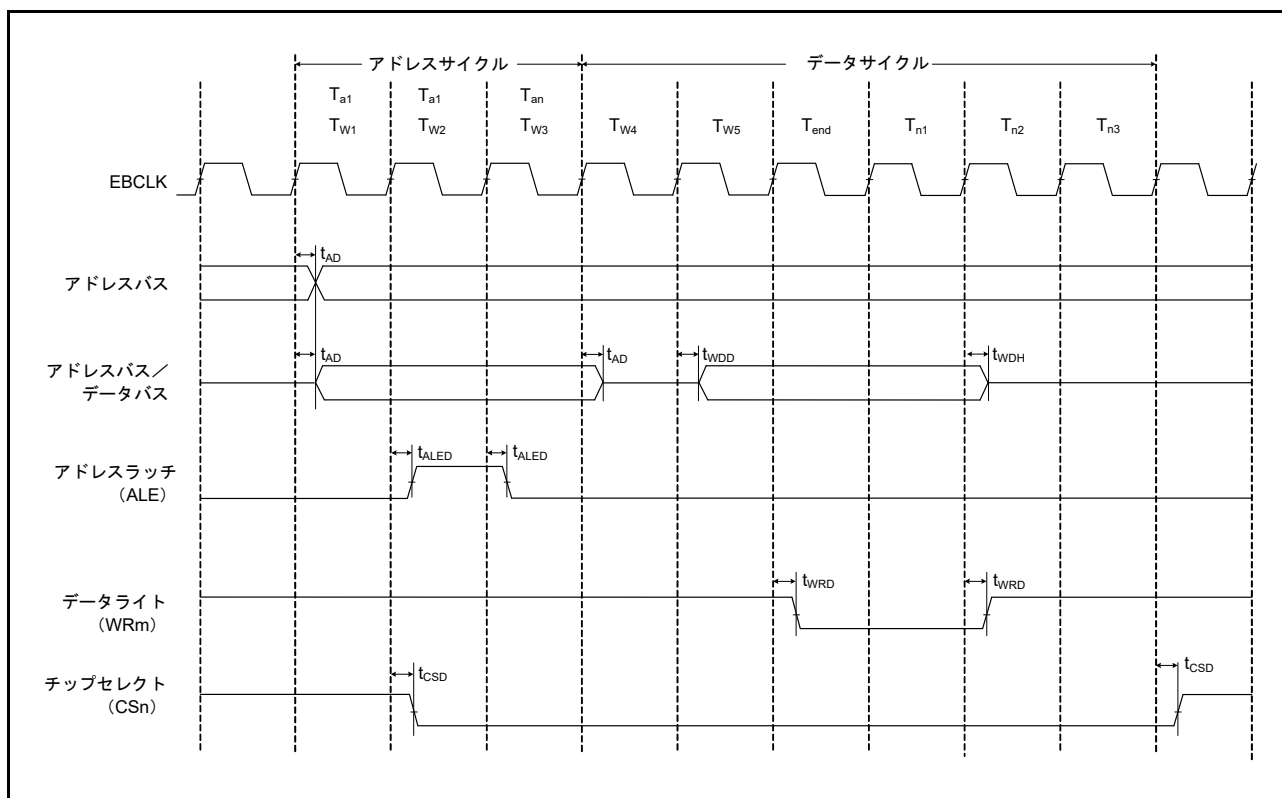 アドレスサイクル データサイクル
Ta1 Ta1 Tan
TW1 TW2 TW3 TW4 TW5 Tend Tn1 Tn2 Tn3
EBCLK
tAD
アドレスバス
tAD tAD tWDD tWDH
アドレスバス／
データバス
tALED tALED
アドレスラッチ
（ALE）
tWRD tWRD
データライト
（WRm）
tCSD tCSD
チップセレクト
（CSn）